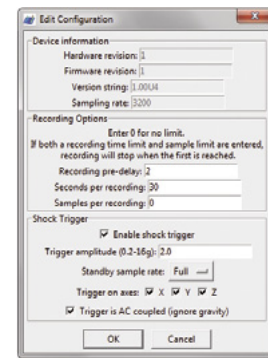 Edit Configuration
Device information
Hardware revision: 1
Firmware revision: 1
Version string: 1.00U4
Sampling rate: 3200
Recording Options
Enter 0 for no limit.
If both a recording time limit and sample limit are entered,
recording will stop when the first is reached.
Recording pre-delay: 2
Seconds per recording: 30
Samples per recording: 0
Shock Trigger
Enable shock trigger
Trigger amplitude (0.2-16g): 2.0
Standby sample rate: Full
Trigger on axes: X Y Z
Trigger is AC coupled (ignore gravity)
OK Cancel